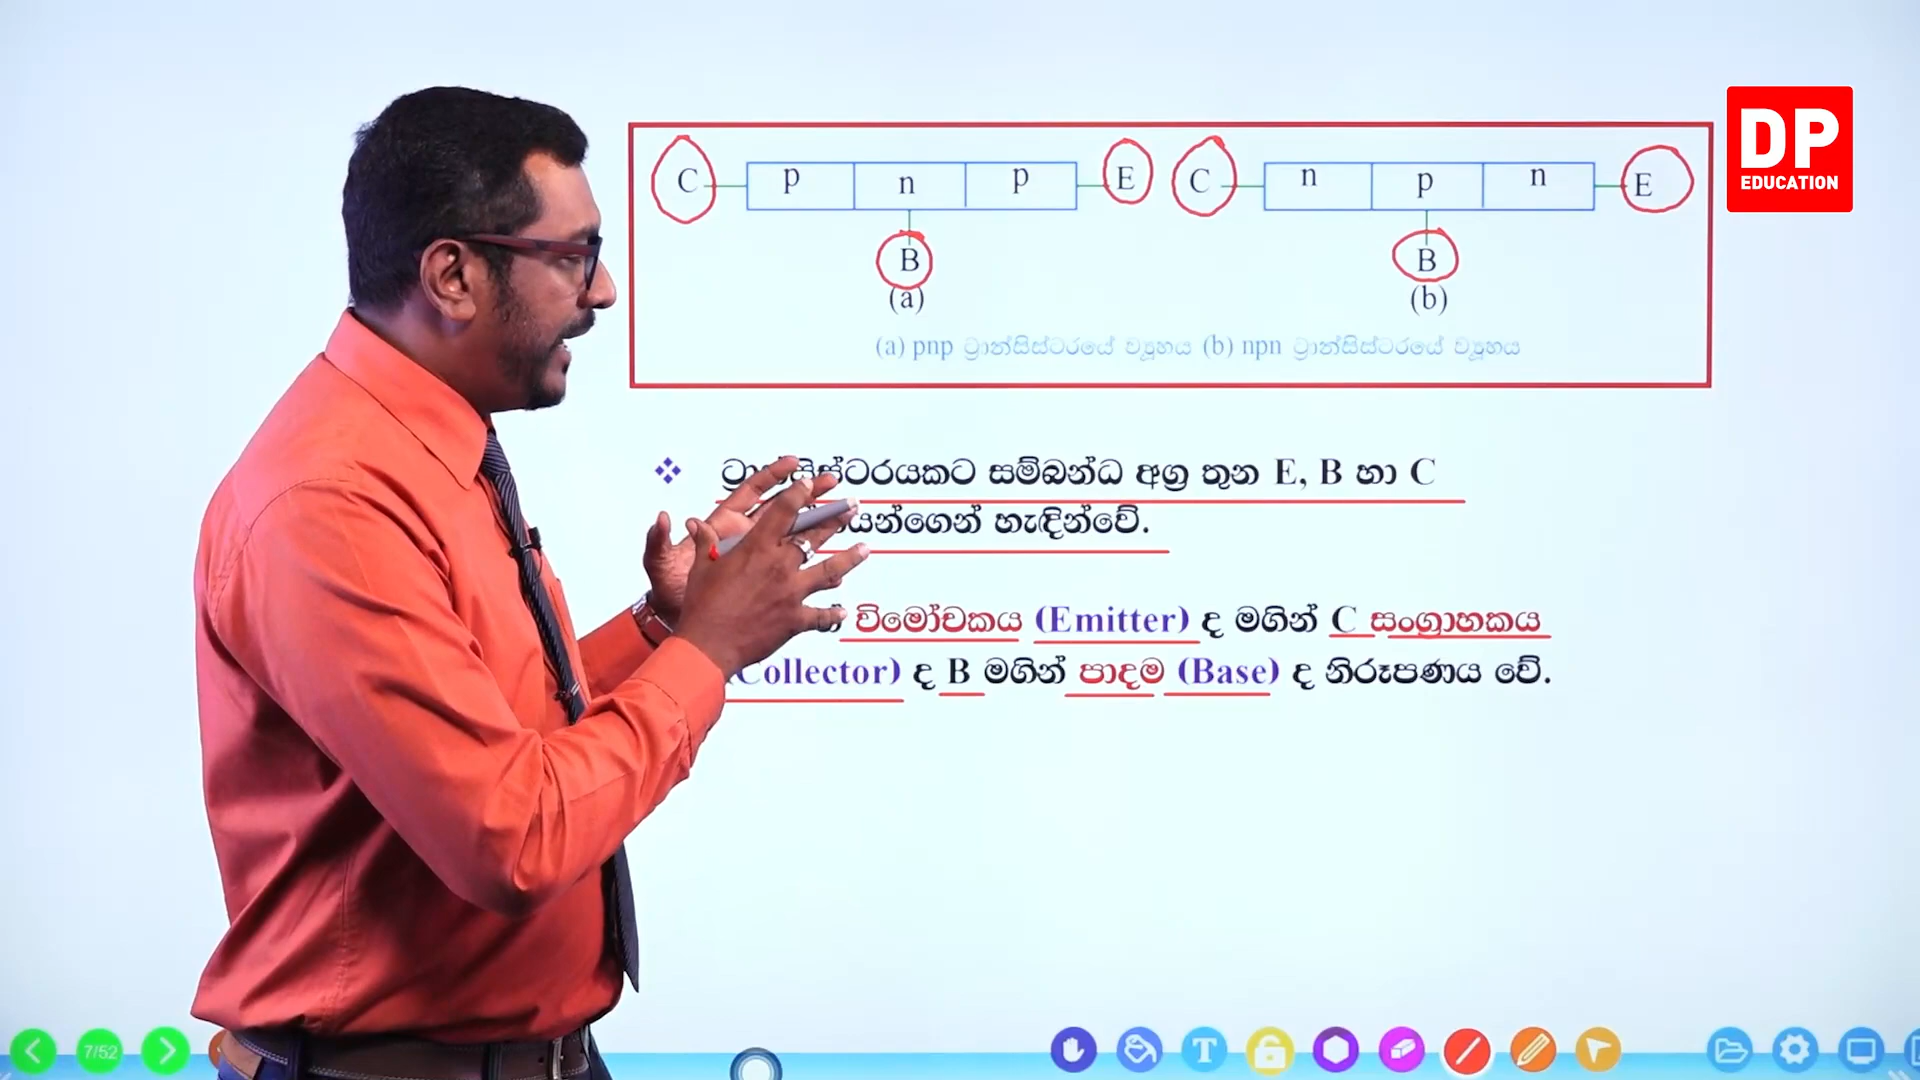 DP
EDUCATION
C p n p E C n p n E
B B
(a) (b)
(a) pnp ට්‍රාන්සිස්ටරයේ ව්‍යූහය (b) npn ට්‍රාන්සිස්ටරයේ ව්‍යූහය
❖ ට්‍රාන්සිස්ටරයකට සම්බන්ධ අග්‍ර තුන E, B හා C
හැඳින්වේ.
විමෝචකය (Emitter) ද මගින් C සංග්‍රාහකය
(Collector) ද B මගින් පාදම (Base) ද නිරූපණය වේ.
7/52
T